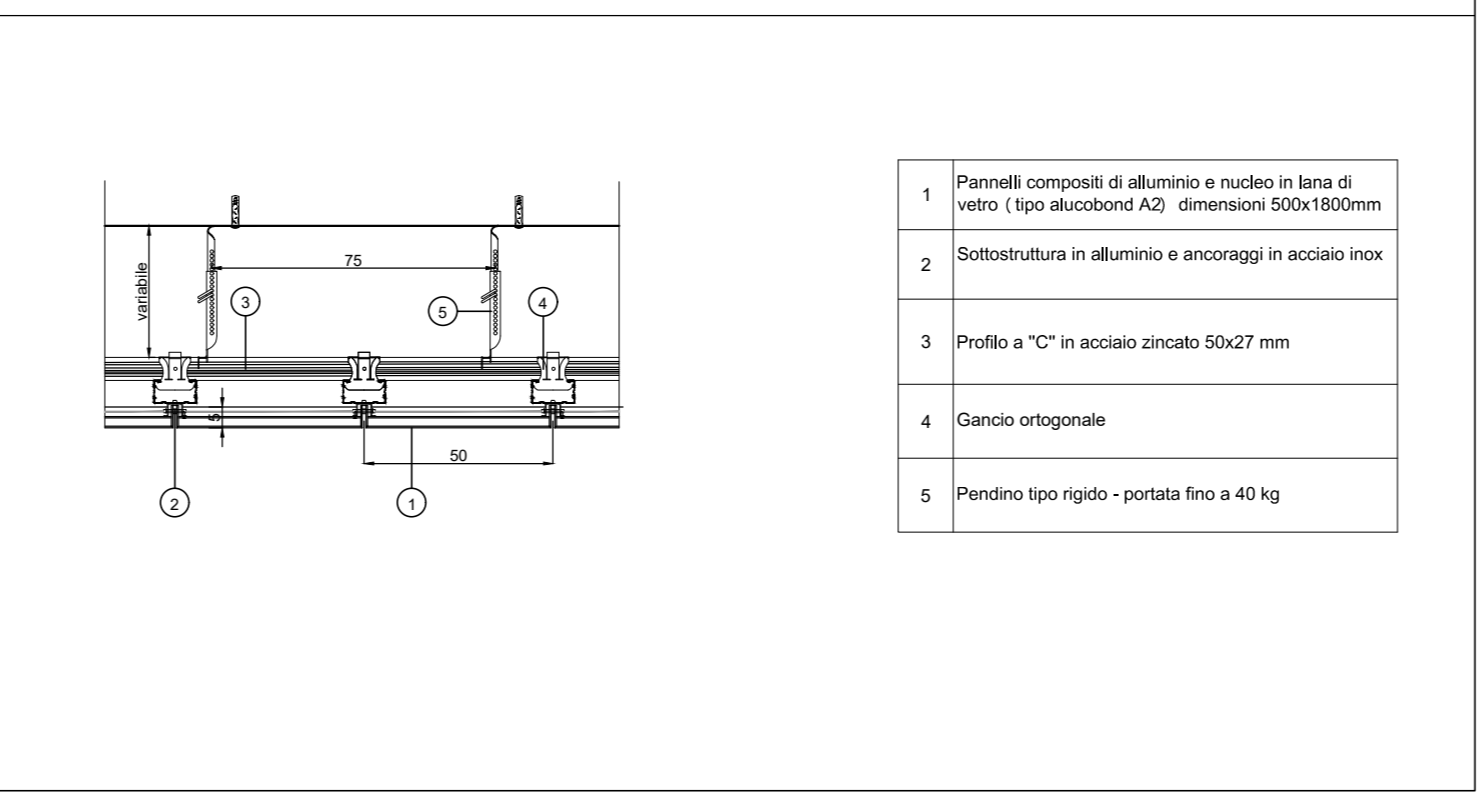 variabile
75
3
5
4
5
50
2
1
1
Pannelli compositi di alluminio e nucleo in lana di
vetro ( tipo alucobond A2) dimensioni 500x1800mm
2
Sottostruttura in alluminio e ancoraggi in acciaio inox
3
Profilo a "C" in acciaio zincato 50x27 mm
4
Gancio ortogonale
5
Pendino tipo rigido - portata fino a 40 kg